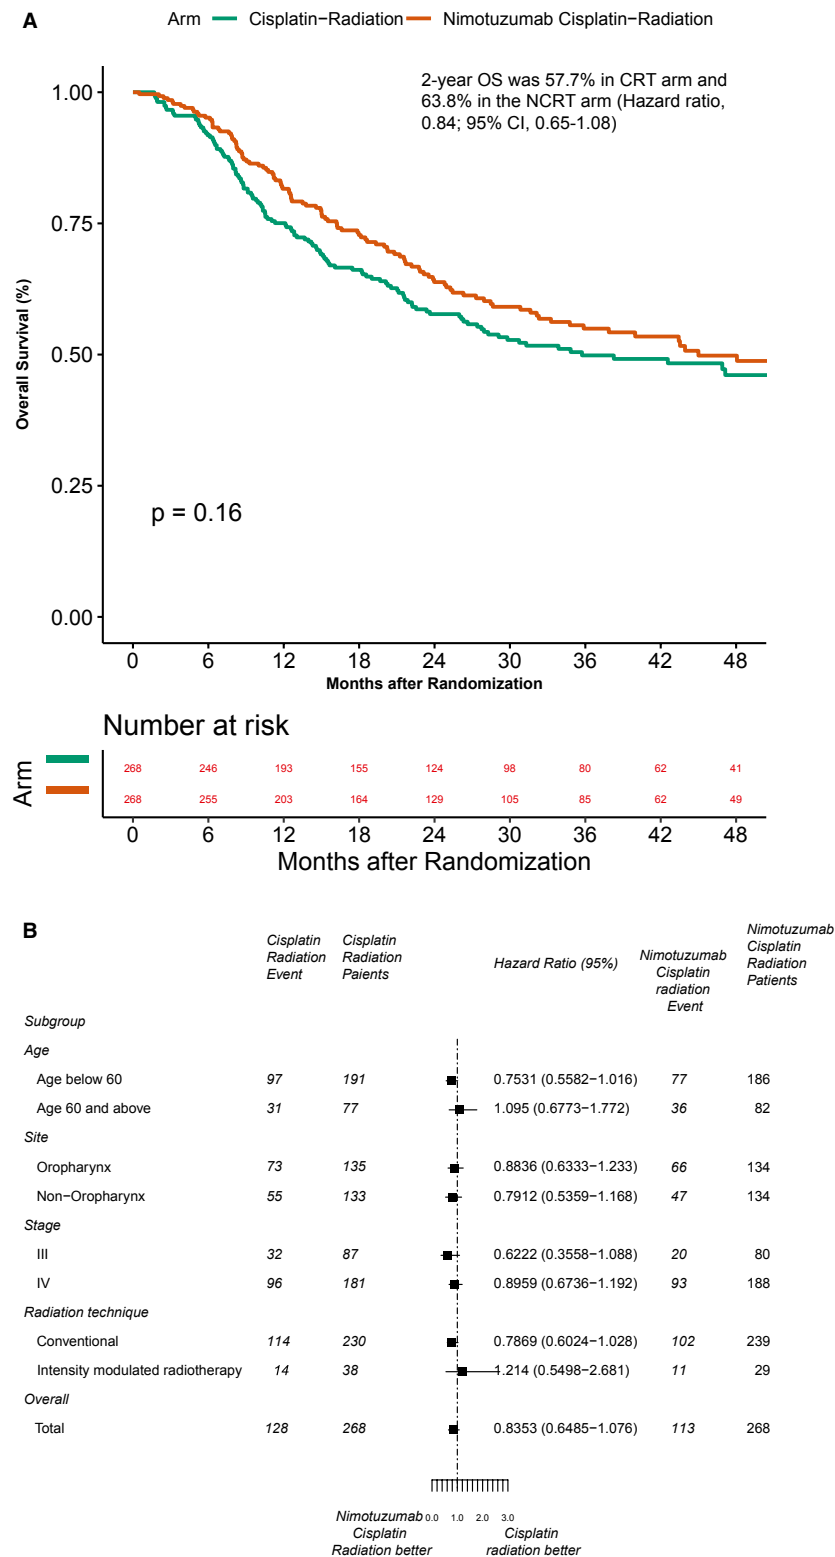 A
Arm Cisplatin−Radiation Nimotuzumab Cisplatin−Radiation
2-year OS was 57.7% in CRT arm and
63.8% in the NCRT arm (Hazard ratio,
0.84; 95% CI, 0.65-1.08)
Overall Survival (%)
1.00
0.75
0.50
0.25
0.00
p = 0.16
0 6 12 18 24 30 36 42 48
Months after Randomization
Number at risk
Arm
268 246 193 155 124 98 80 62 41
268 255 203 164 129 105 85 62 49
0 6 12 18 24 30 36 42 48
Months after Randomization
B
Cisplatin
Radiation
Event
Cisplatin
Radiation
Paients
Hazard Ratio (95%)
Nimotuzumab
Cisplatin
radiation
Event
Nimotuzumab
Cisplatin
Radiation
Patients
Subgroup
Age
Age below 60 97 191 0.7531 (0.5582−1.016) 77 186
Age 60 and above 31 77 1.095 (0.6773−1.772) 36 82
Site
Oropharynx 73 135 0.8836 (0.6333−1.233) 66 134
Non−Oropharynx 55 133 0.7912 (0.5359−1.168) 47 134
Stage
III 32 87 0.6222 (0.3558−1.088) 20 80
IV 96 181 0.8959 (0.6736−1.192) 93 188
Radiation technique
Conventional 114 230 0.7869 (0.6024−1.028) 102 239
Intensity modulated radiotherapy 14 38 1.214 (0.5498−2.681) 11 29
Overall
Total 128 268 0.8353 (0.6485−1.076) 113 268
0.0 1.0 2.0 3.0
Nimotuzumab
Cisplatin
Radiation better
Cisplatin
radiation better